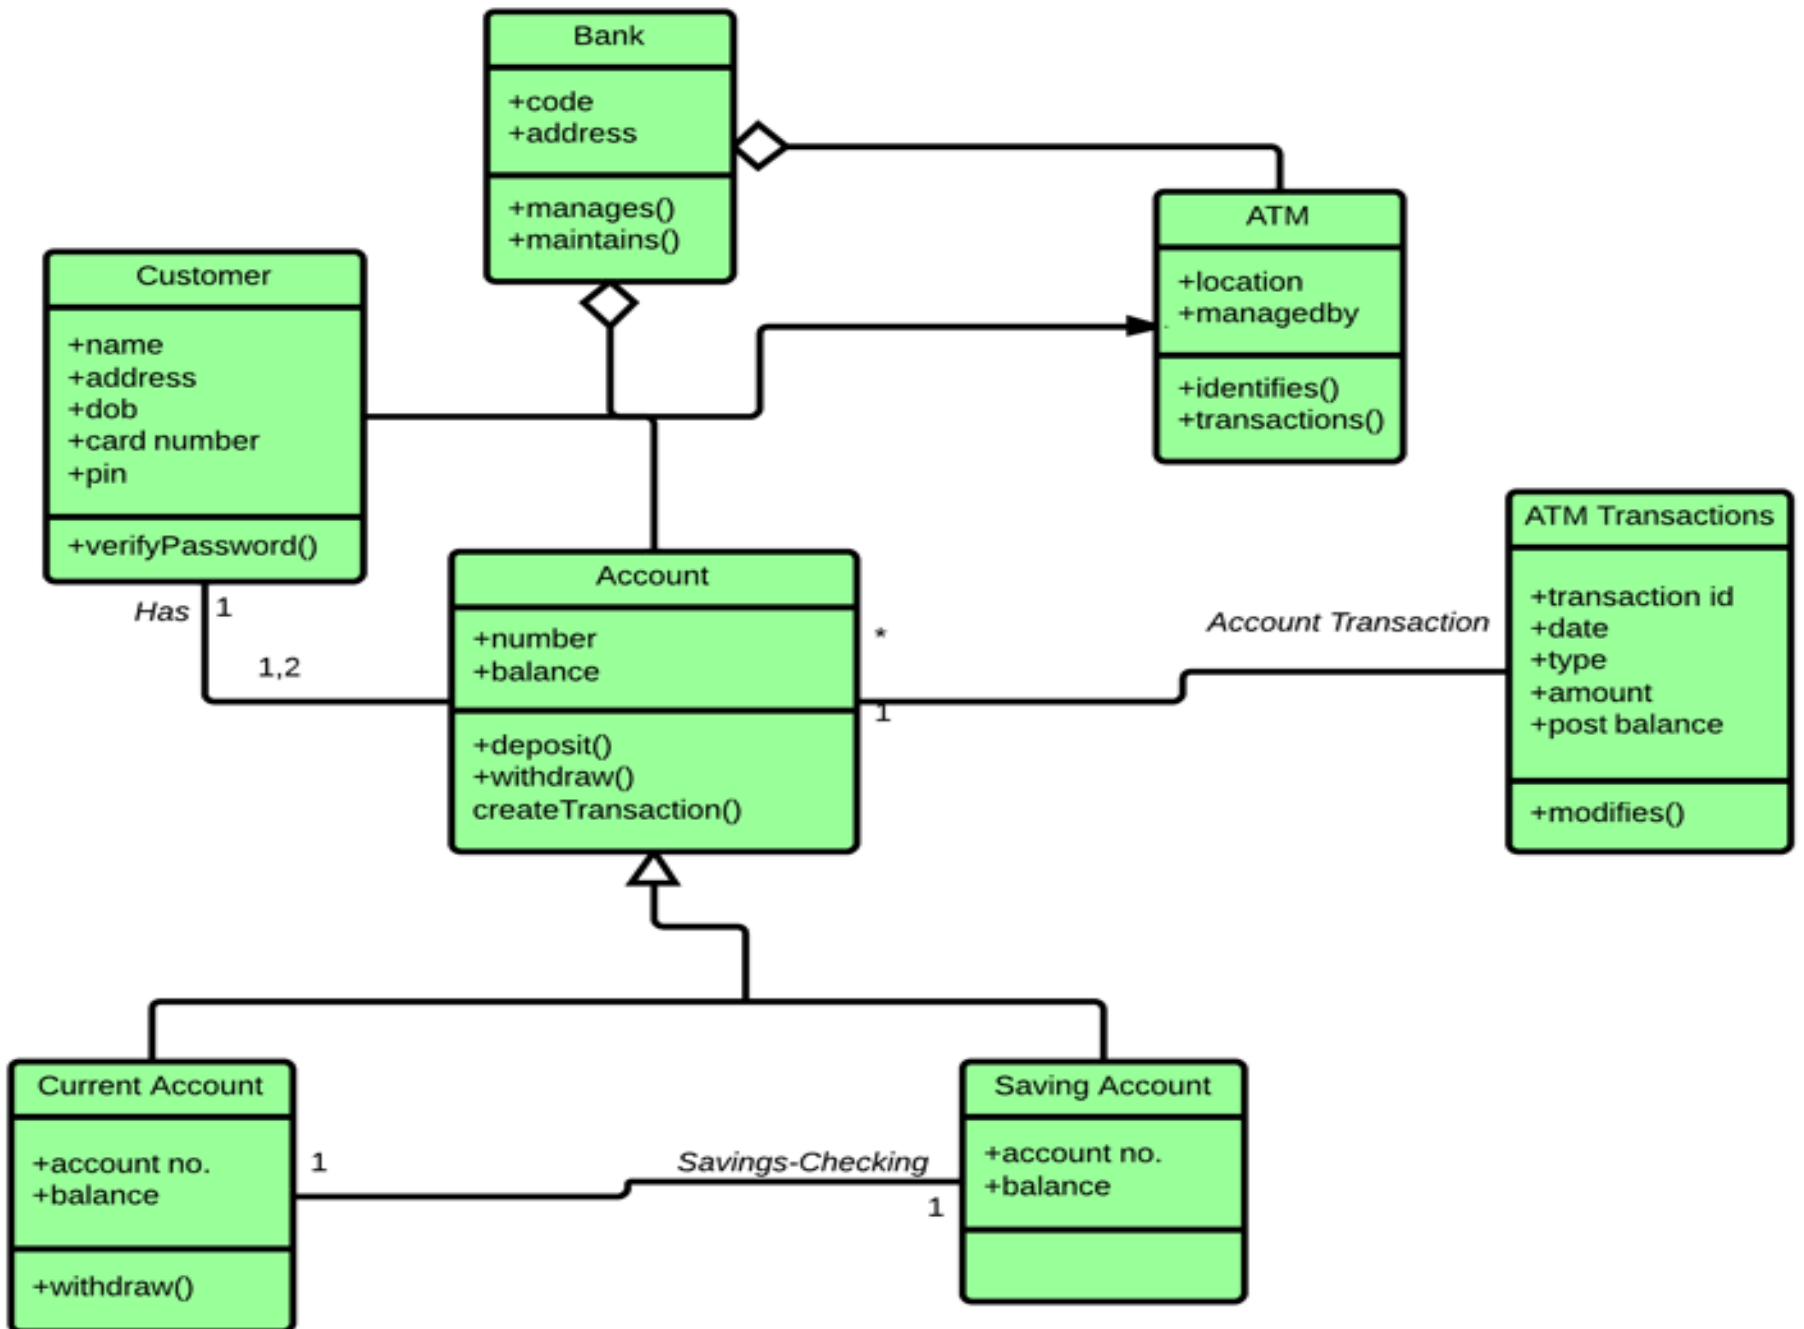 Bank
+code
+address
+manages()
+maintains()
ATM
+location
+managedby
+identifies()
+transactions()
Customer
+name
+address
+dob
+card number
+pin
+verifyPassword()
Has
1
1,2
Account
+number
+balance
+deposit()
+withdraw()
createTransaction()
*
1
Account Transaction
ATM Transactions
+transaction id
+date
+type
+amount
+post balance
+modifies()
Current Account
+account no.
+balance
+withdraw()
1
Savings-Checking
1
Saving Account
+account no.
+balance